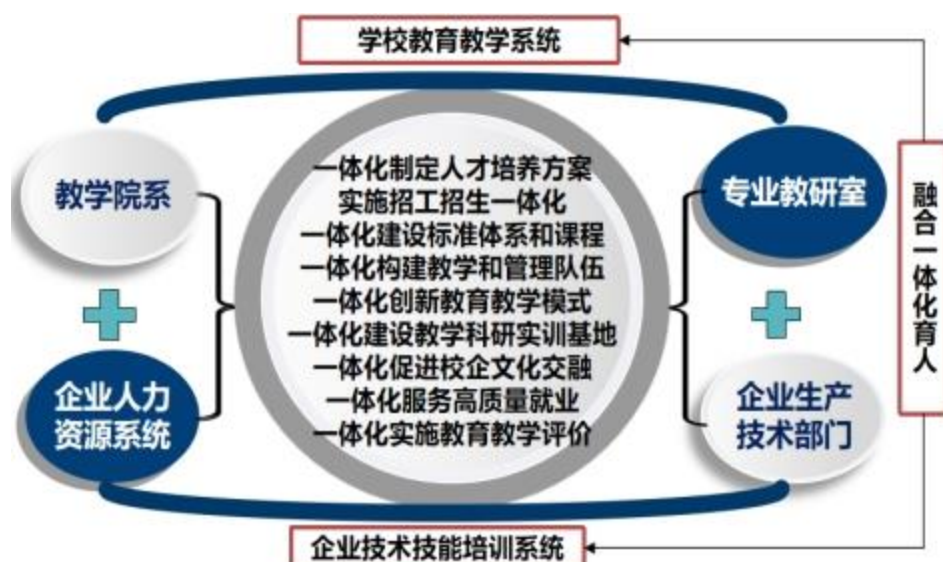 学校教育教学系统
教学院系
企业人力
资源系统
一体化制定人才培养方案
实施招工招生一体化
一体化建设标准体系和课程
一体化构建教学和管理队伍
一体化创新教育教学模式
一体化建设教学科研实训基地
一体化促进校企文化交融
一体化服务高质量就业
一体化实施教育教学评价
专业教研室
企业生产
技术部门
融合一体化育人
企业技术技能培训系统